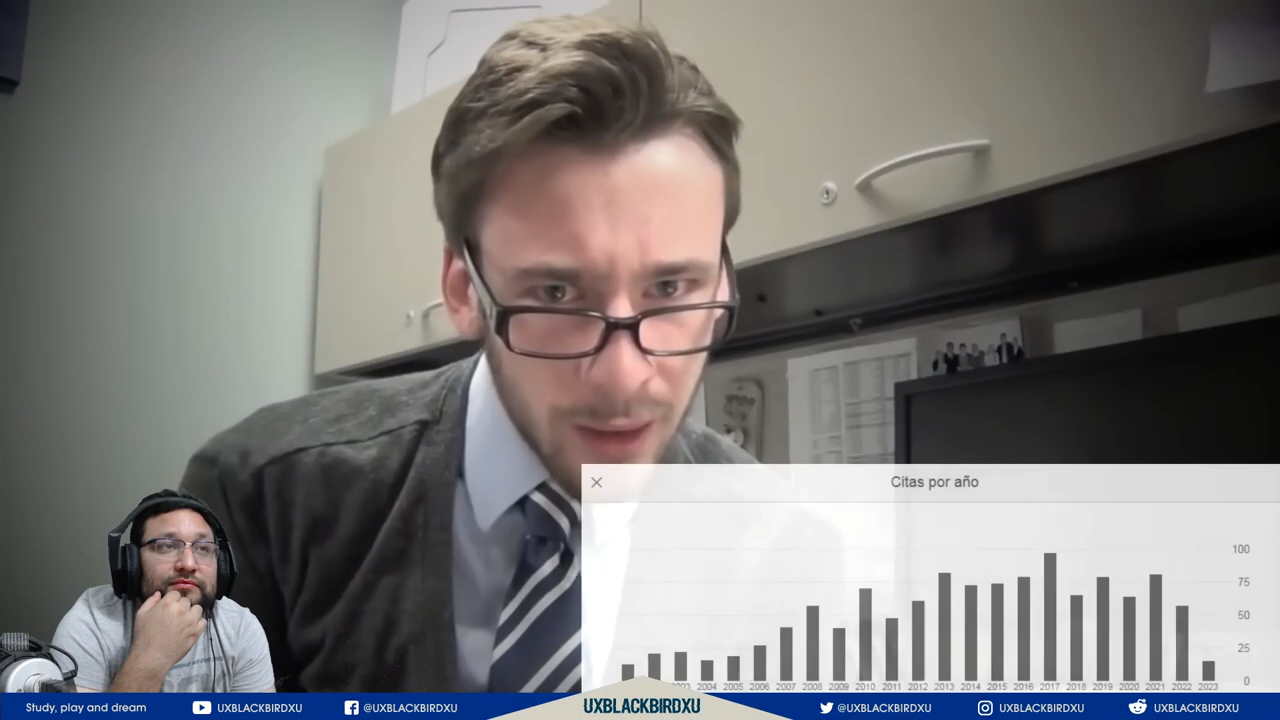 Citas por año
100
75
50
25
0
2003 2004 2005 2006 2007 2008 2009 2010 2011 2012 2013 2014 2015 2016 2017 2018 2019 2020 2021 2022 2023
Study, play and dream
UXBLACKBIRDXU
@UXBLACKBIRDXU
UXBLACKBIRDXU
@UXBLACKBIRDXU
UXBLACKBIRDXU
UXBLACKBIRDXU